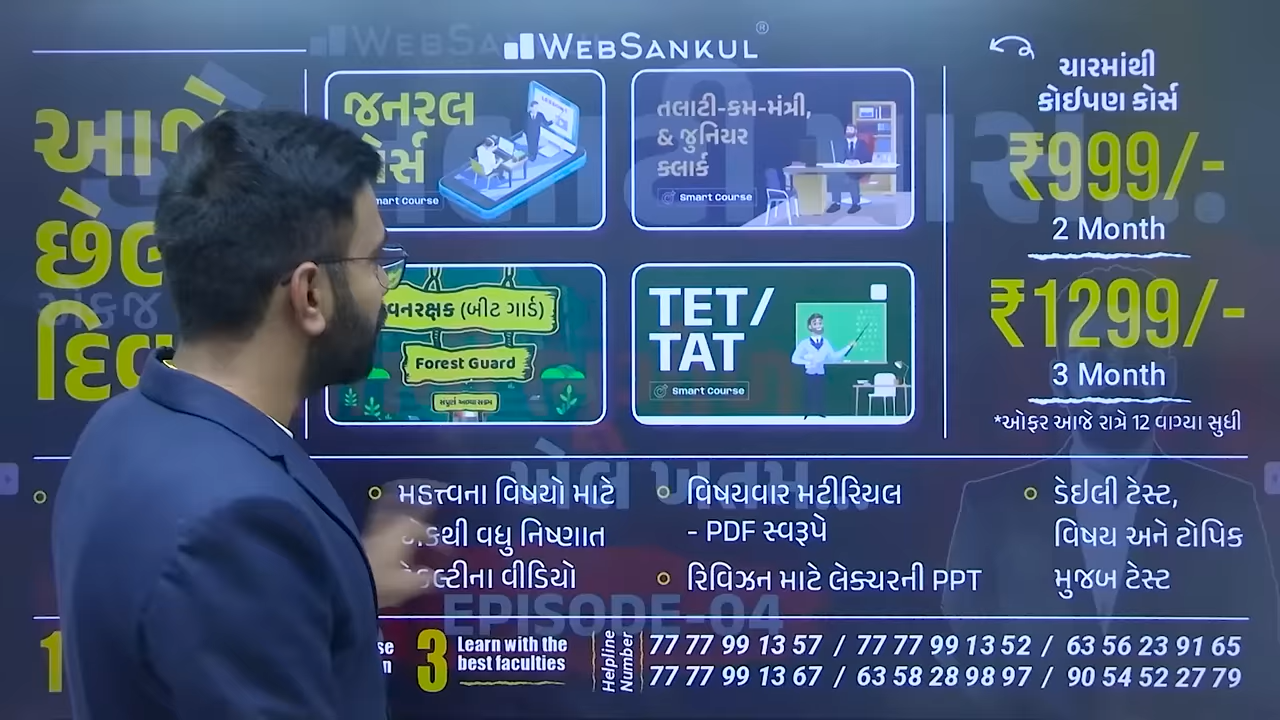 WEBSANKUL®
જનરલ
તલાટી-કમ-મંત્રી,
& જુનિયર
ક્લાર્ક
Smart Course
Smart Course
વનરક્ષક (બીટ ગાર્ડ)
Forest Guard
TET/
TAT
Smart Course
ચારમાંથી
કોઈપણ કોર્સ
₹999/-
2 Month
₹1299/-
3 Month
*ઓફર આજે રાત્રે 12 વાગ્યા સુધી
મહત્ત્વના વિષયો માટે
વધુ નિષ્ણાત
વીડિયો
વિષયવાર મટીરિયલ
- PDF સ્વરૂપે
રિવિઝન માટે લેક્ચરની PPT
ડેઇલી ટેસ્ટ,
વિષય અને ટોપિક
મુજબ ટેસ્ટ
ખેલ ખતમ...
EPISODE-04
1
3 Learn with the
best faculties
Helpline
Number
77 77 99 13 57 / 77 77 99 13 52 / 63 56 23 91 65
77 77 99 13 67 / 63 58 28 98 97 / 90 54 52 27 79